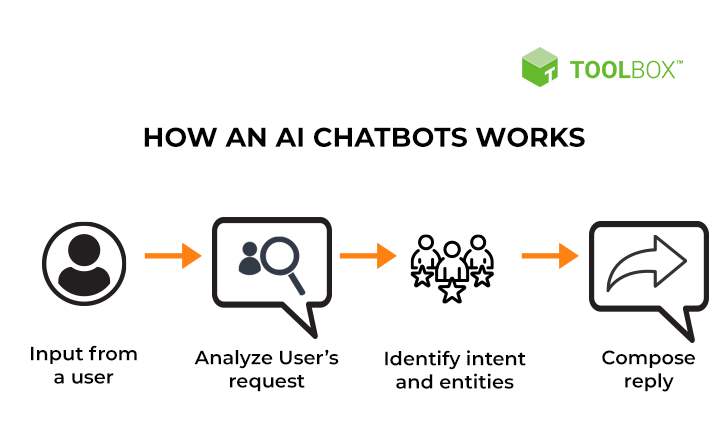 TOOLBOX™
HOW AN AI CHATBOTS WORKS
Input from
a user
Analyze User's
request
Identify intent
and entities
Compose
reply